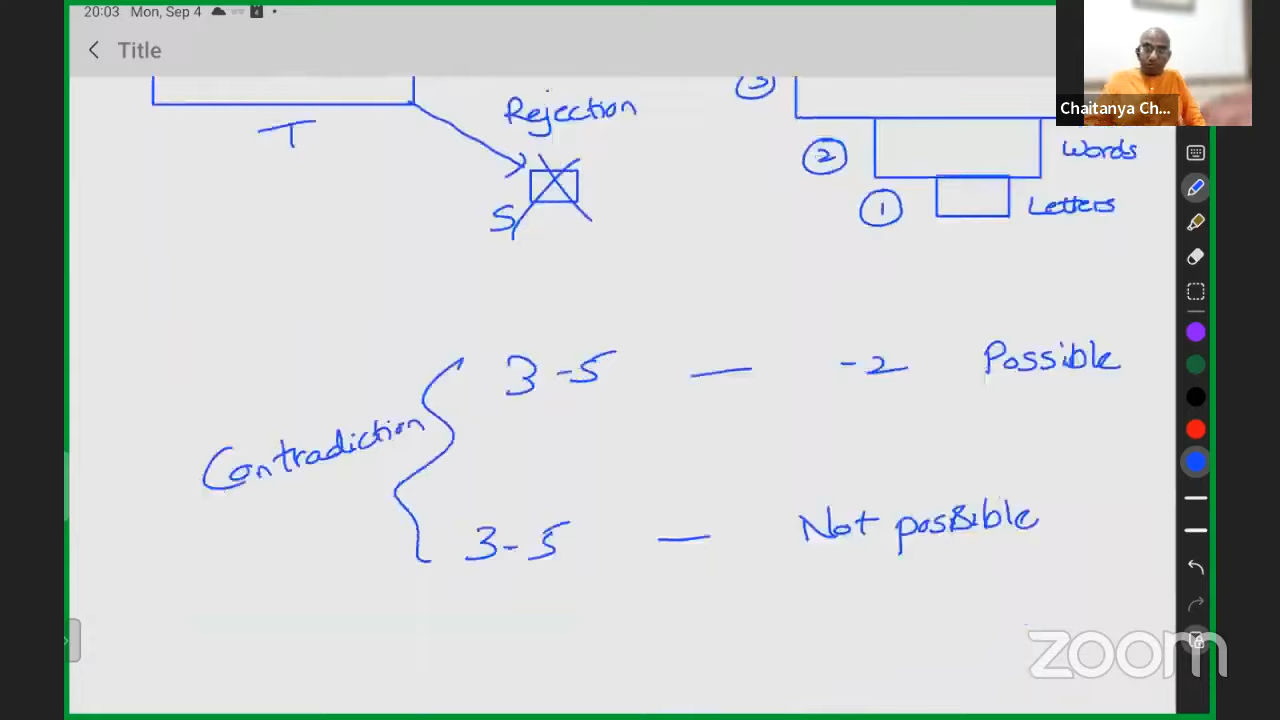 20:03 Mon, Sep 4
Title
Chaitanya Ch...
Rejection
T
S
3
2
Words
1
Letters
3-5 — -2 Possible
Contradiction
3-5 — Not possible
zoom